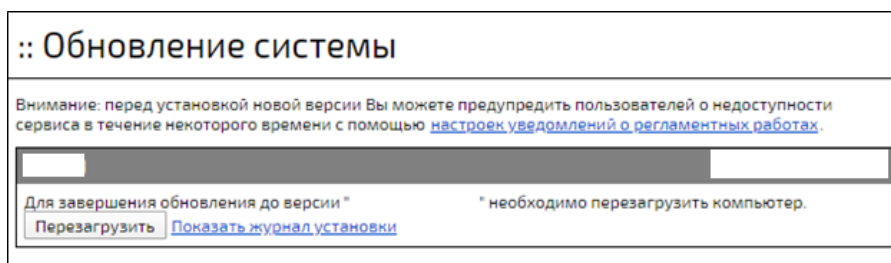 :: Обновление системы
Внимание: перед установкой новой версии Вы можете предупредить пользователей о недоступности
сервиса в течение некоторого времени с помощью настроек уведомлений о регламентных работах.
Для завершения обновления до версии " " необходимо перезагрузить компьютер.
Перезагрузить Показать журнал установки